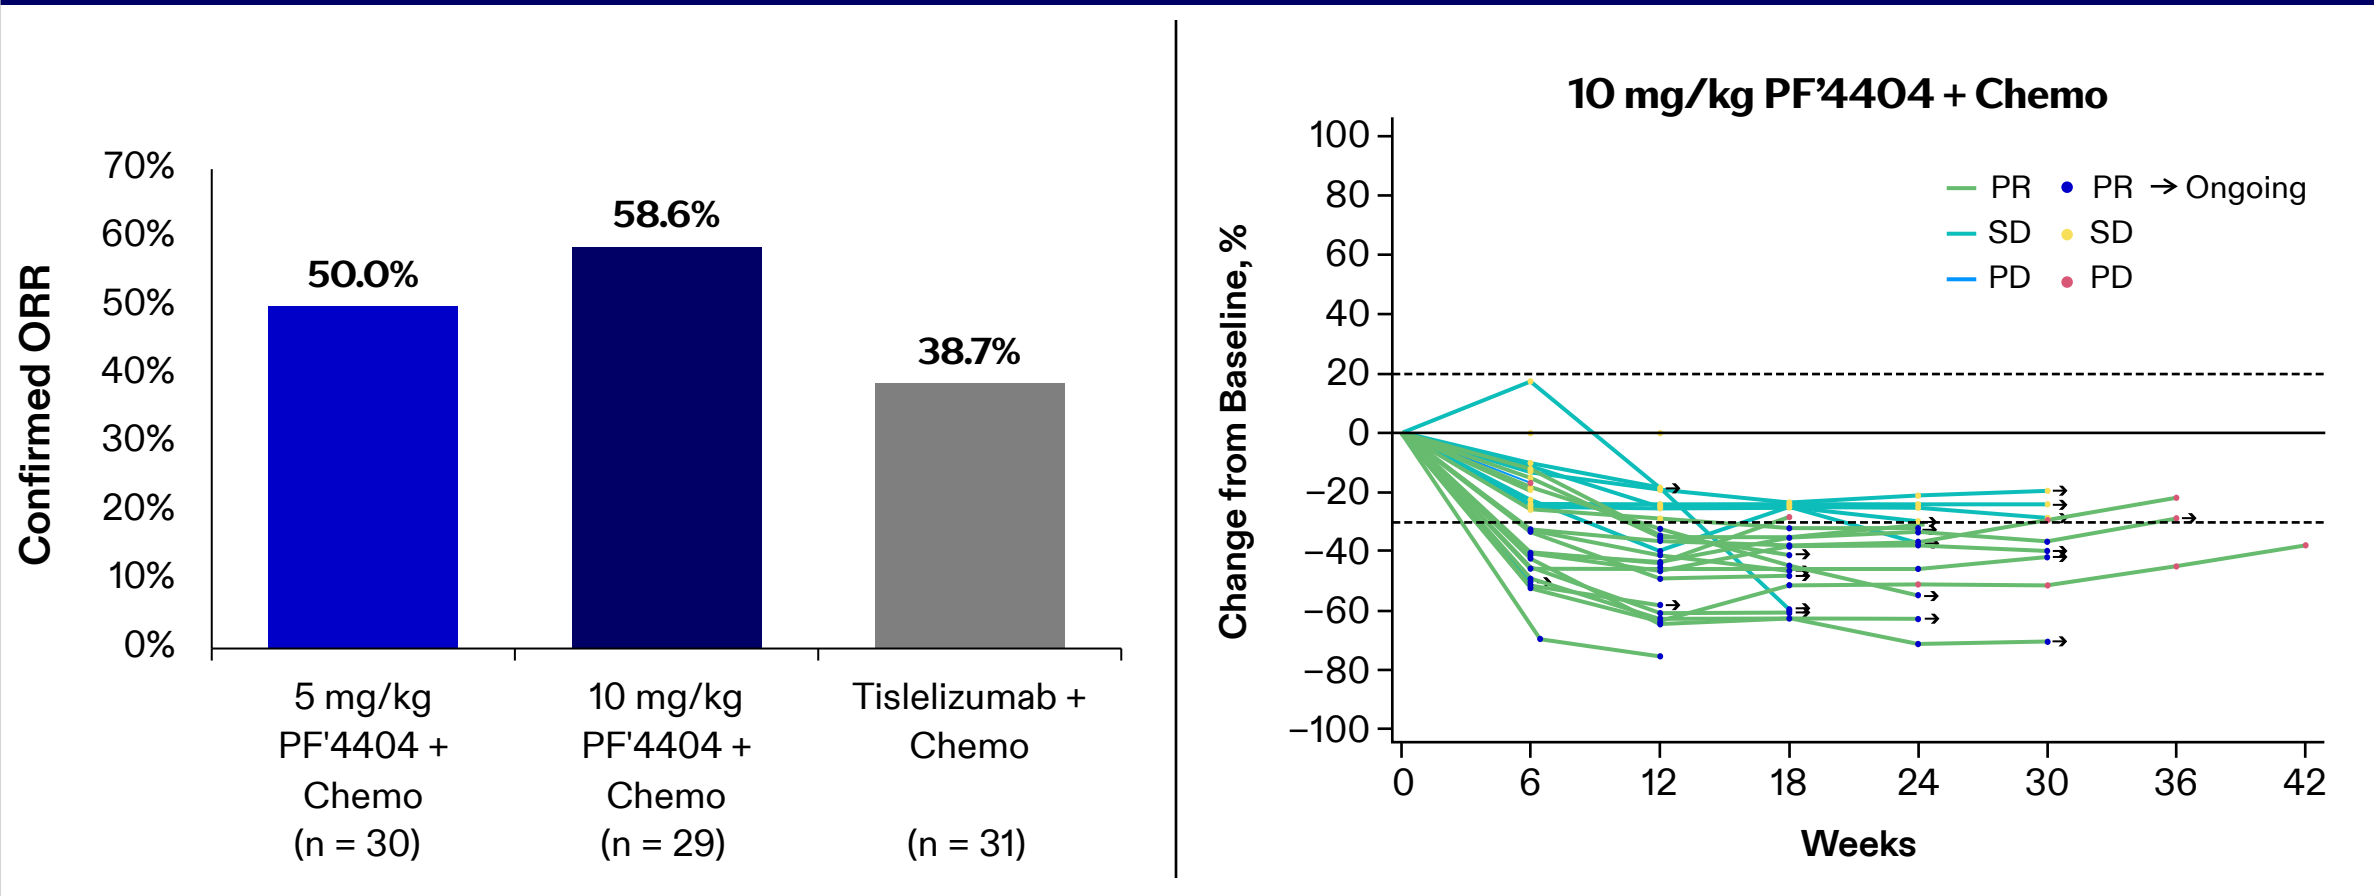 Confirmed ORR
70%
60%
50%
40%
30%
20%
10%
0%
50.0%
58.6%
38.7%
5 mg/kg
PF'4404 +
Chemo
(n = 30)
10 mg/kg
PF'4404 +
Chemo
(n = 29)
Tislelizumab +
Chemo
(n = 31)
10 mg/kg PF’4404 + Chemo
Change from Baseline, %
100
80
60
40
20
0
−20
−40
−60
−80
−100
PR PR → Ongoing
SD SD
PD PD
0 6 12 18 24 30 36 42
Weeks